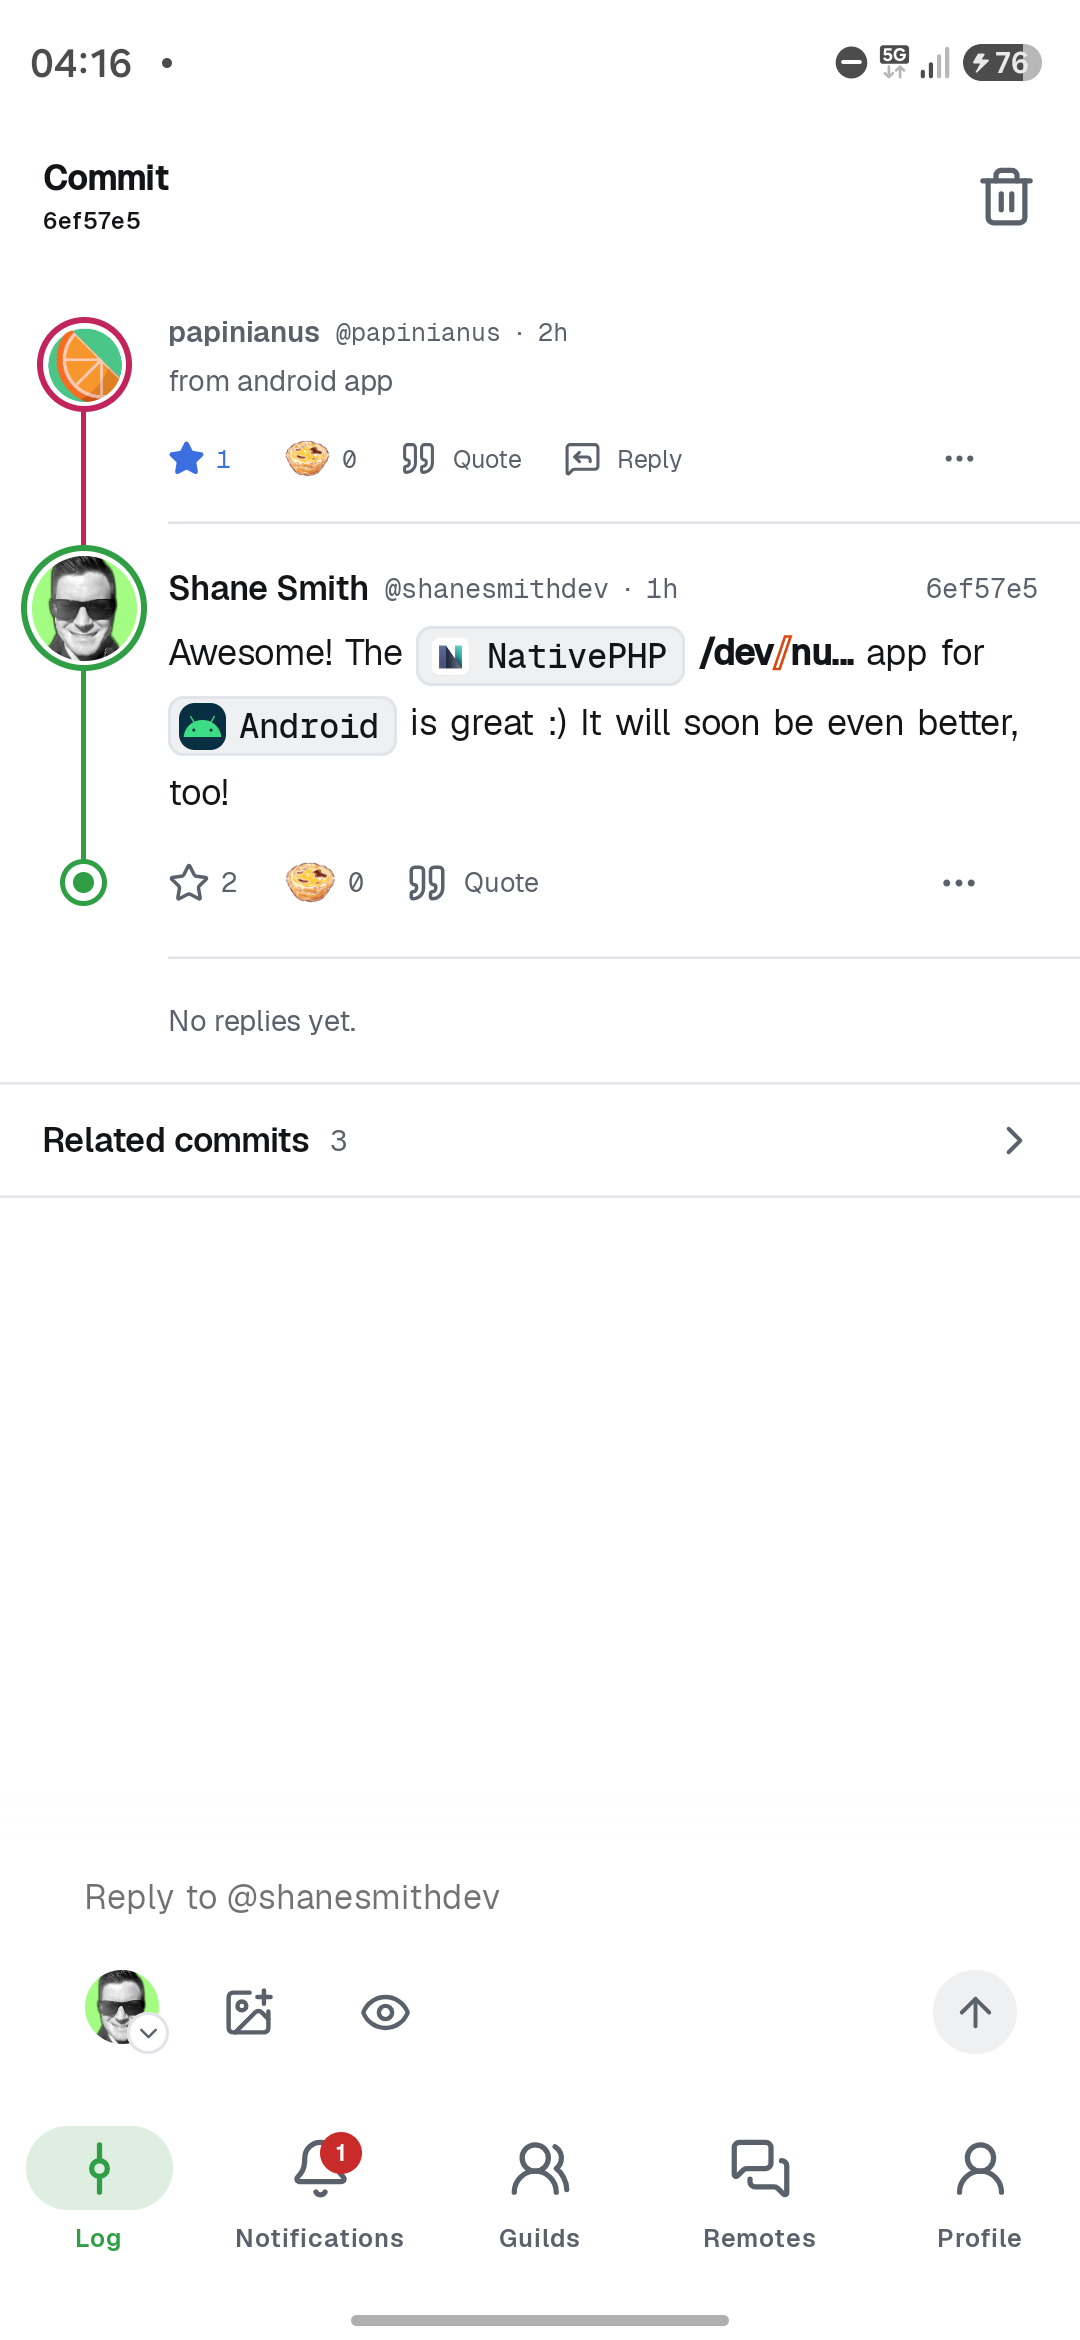 04:16
5G
76
Commit
6ef57e5
papinianus @papinianus · 2h
from android app
1 0 Quote Reply
Shane Smith @shanesmithdev · 1h 6ef57e5
Awesome! The NativePHP /dev//nu... app for
Android is great :) It will soon be even better,
too!
2 0 Quote
No replies yet.
Related commits 3
Reply to @shanesmithdev
1
Log Notifications Guilds Remotes Profile